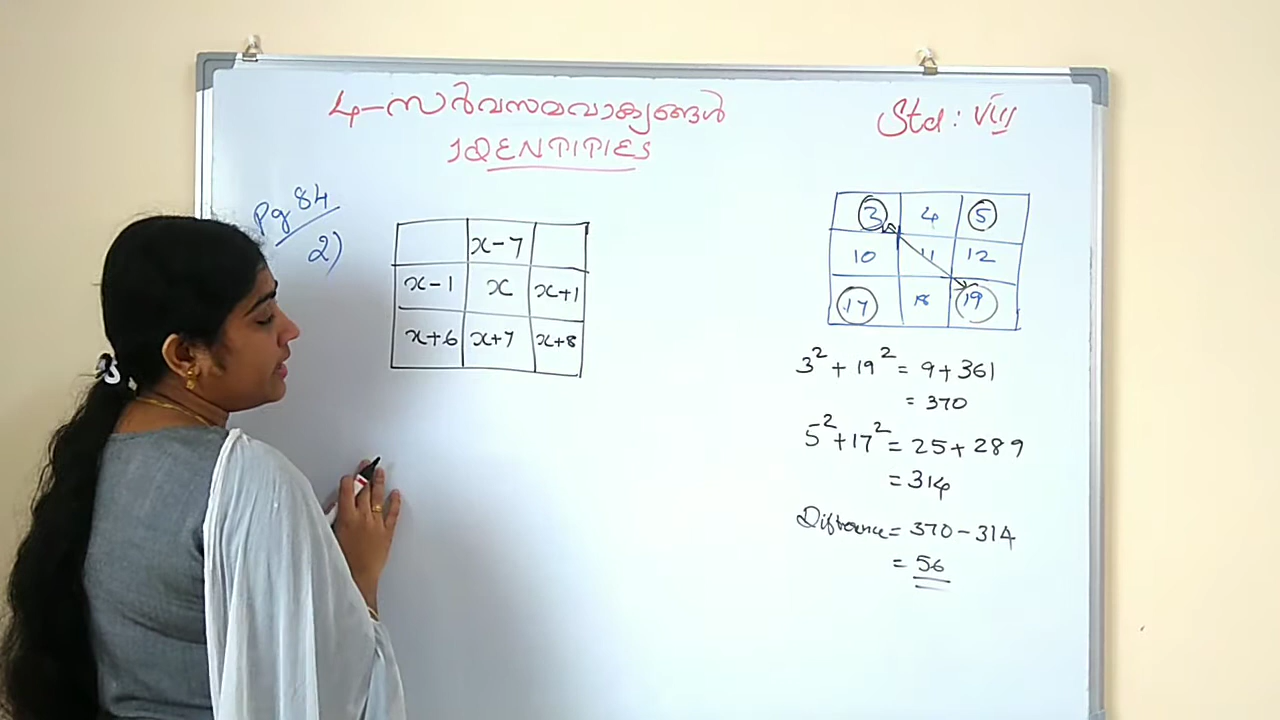 4-സർവസമവാക്യങ്ങൾ
IDENTITIES
Std: VIII
Pg 84
2)
x-7
x-1 x x+1
x+6 x+7 x+8
3 4 5
10 11 12
17 18 19
3² + 19² = 9 + 361
= 370
5² + 17² = 25 + 289
= 314
Difference = 370 - 314
= 56